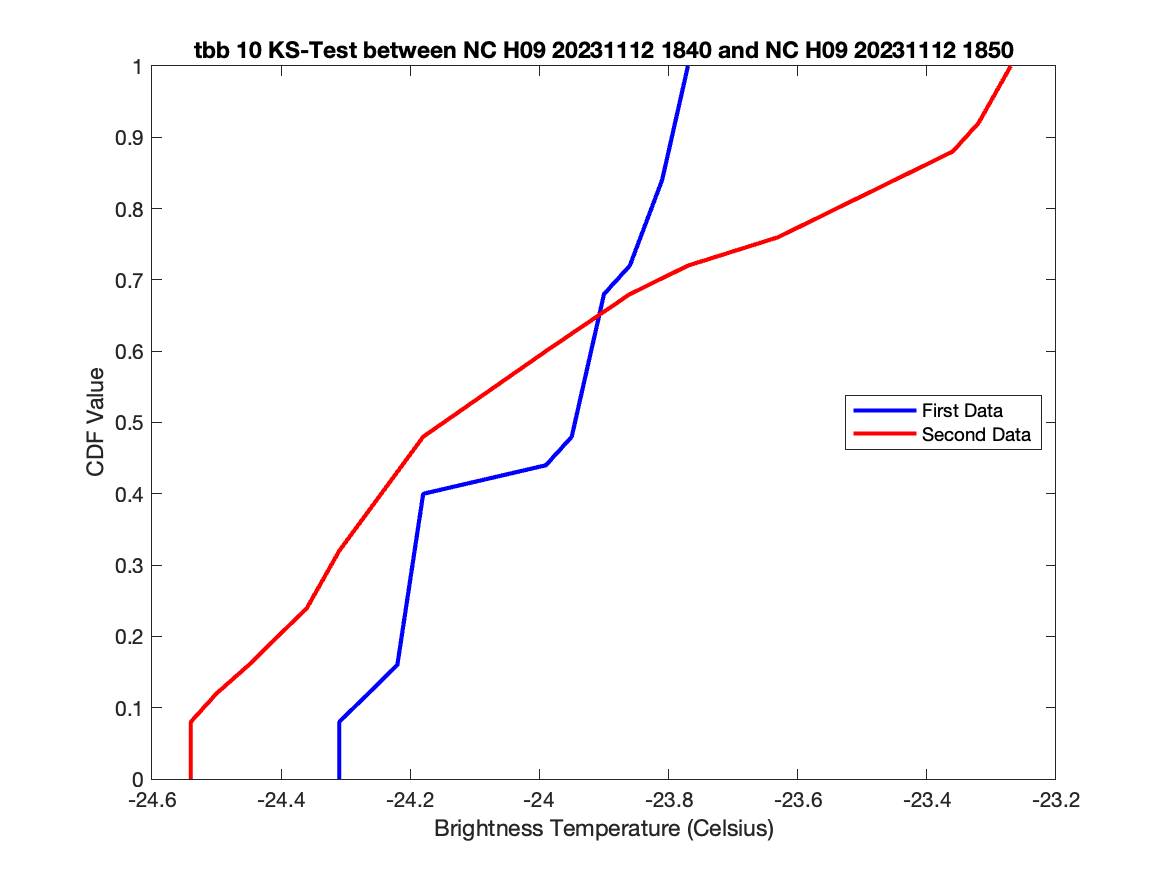 tbb 10 KS-Test between NC H09 20231112 1840 and NC H09 20231112 1850
1
0.9
0.8
0.7
0.6
0.5
0.4
0.3
0.2
0.1
0
CDF Value
First Data
Second Data
-24.6 -24.4 -24.2 -24 -23.8 -23.6 -23.4 -23.2
Brightness Temperature (Celsius)